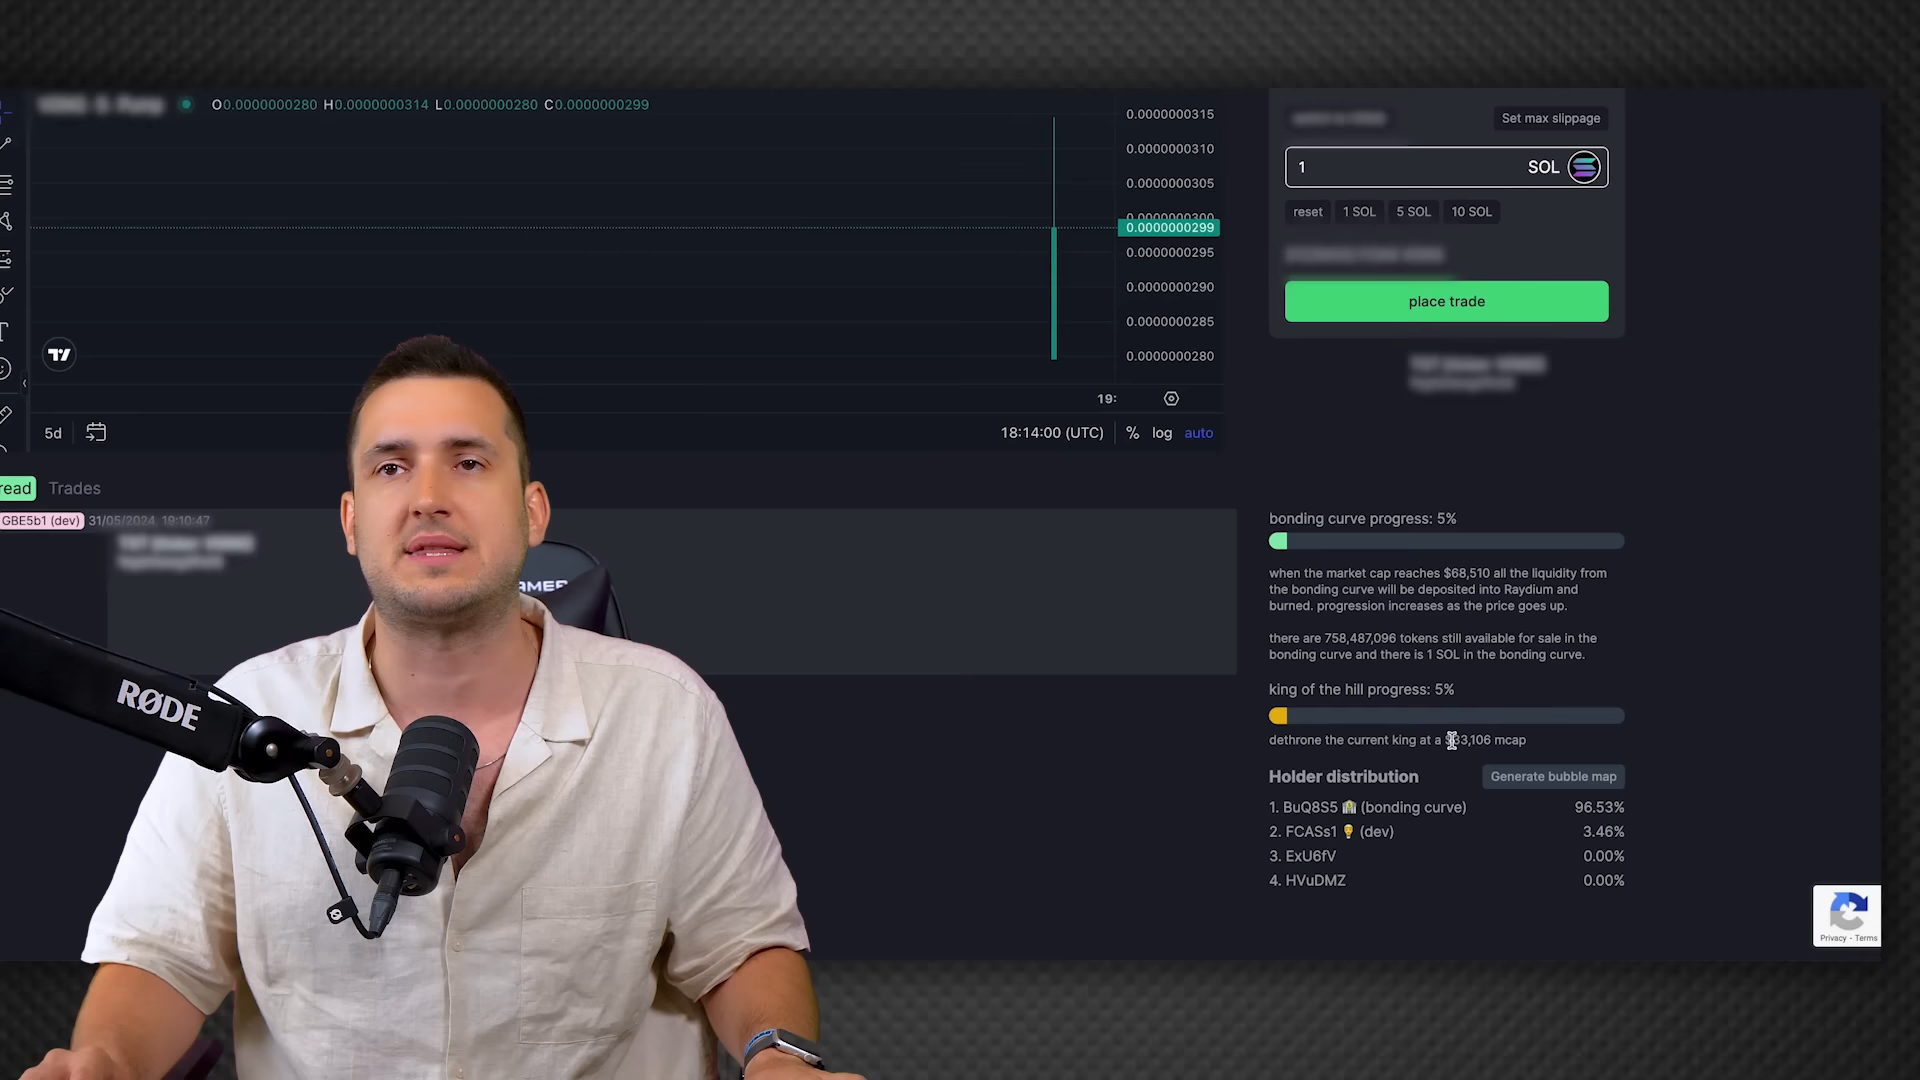 O0.0000000280 H0.0000000314 L0.0000000280 C0.0000000299
0.0000000315
0.0000000310
0.0000000305
0.0000000300
0.0000000299
0.0000000295
0.0000000290
0.0000000285
0.0000000280
19:
5d
18:14:00 (UTC) % log auto
Set max slippage
1 SOL
reset 1 SOL 5 SOL 10 SOL
place trade
read Trades
GBE5b1 (dev) 31/05/2024, 19:10:47
AMER
RØDE
bonding curve progress: 5%
when the market cap reaches $68,510 all the liquidity from
the bonding curve will be deposited into Raydium and
burned. progression increases as the price goes up.
there are 758,487,096 tokens still available for sale in the
bonding curve and there is 1 SOL in the bonding curve.
king of the hill progress: 5%
dethrone the current king at a 33,106 mcap
Holder distribution Generate bubble map
1. BuQ8S5 🏦 (bonding curve) 96.53%
2. FCASs1 (dev) 3.46%
3. ExU6fV 0.00%
4. HVuDMZ 0.00%
Privacy - Terms